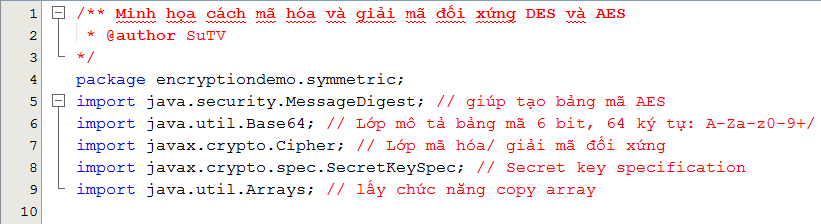 1 /** Minh họa cách mã hóa và giải mã đối xứng DES và AES
2 * @author SuTV
3 */
4 package encryptiondemo.symmetric;
5 import java.security.MessageDigest; // giúp tạo bảng mã AES
6 import java.util.Base64; // Lớp mô tả bảng mã 6 bit, 64 ký tự: A-Za-z0-9+/
7 import javax.crypto.Cipher; // Lớp mã hóa/ giải mã đối xứng
8 import javax.crypto.spec.SecretKeySpec; // Secret key specification
9 import java.util.Arrays; // lấy chức năng copy array
10